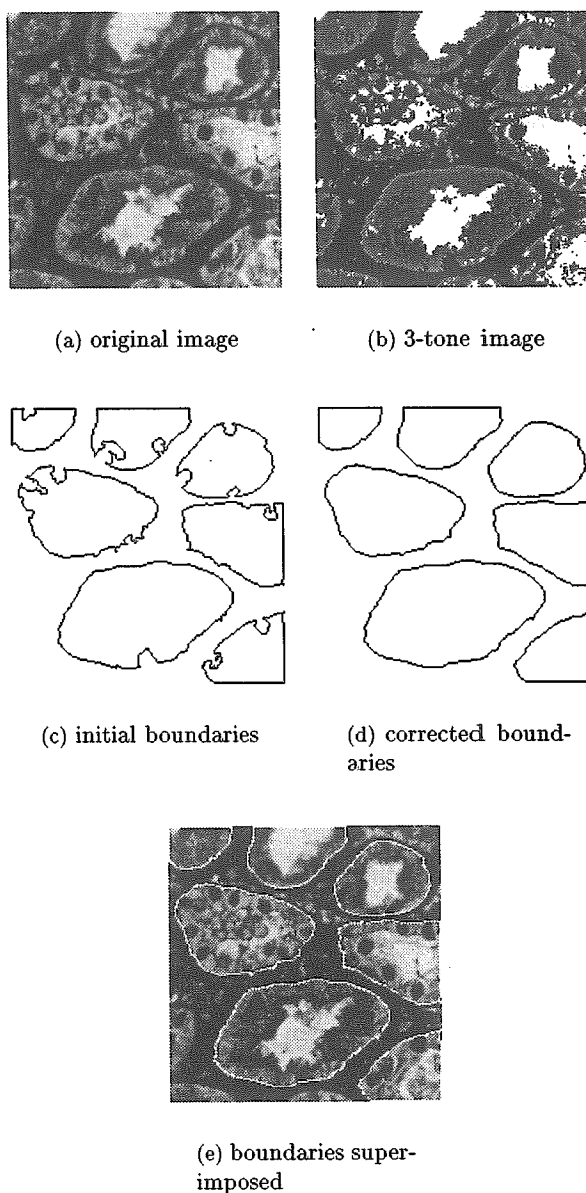 (a) original image
(b) 3-tone image
(c) initial boundaries
(d) corrected bound-
aries
(e) boundaries super-
imposed